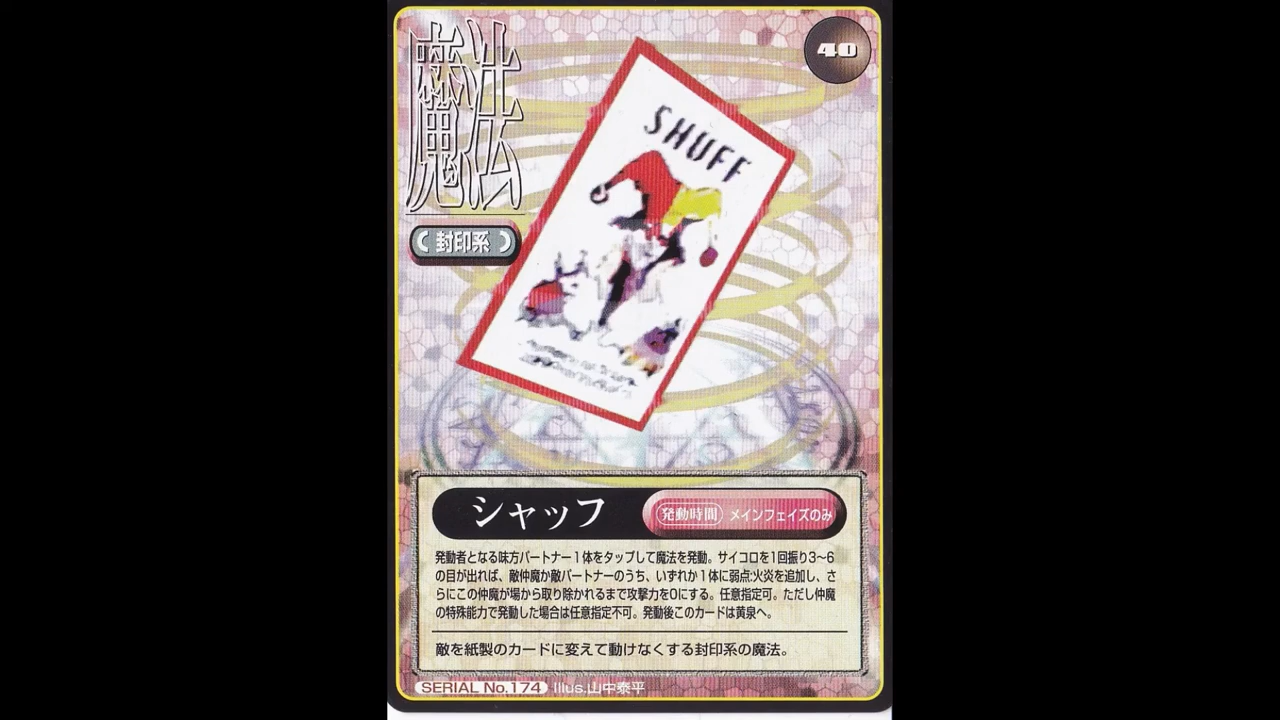 魔法
40
SHUFF
封印系
シャッフ
発動時間 メインフェイズのみ
発動者となる味方パートナー1体をタップして魔法を発動。サイコロを1回振り3～6
の目が出れば、敵仲魔か敵パートナーのうち、いずれか1体に弱点:火炎を追加し、さ
らにこの仲魔が場から取り除かれるまで攻撃力を0にする。任意指定可。ただし仲魔
の特殊能力で発動した場合は任意指定不可。発動後このカードは黄泉へ。
敵を紙製のカードに変えて動けなくする封印系の魔法。
SERIAL No.174 Illus.山中泰平